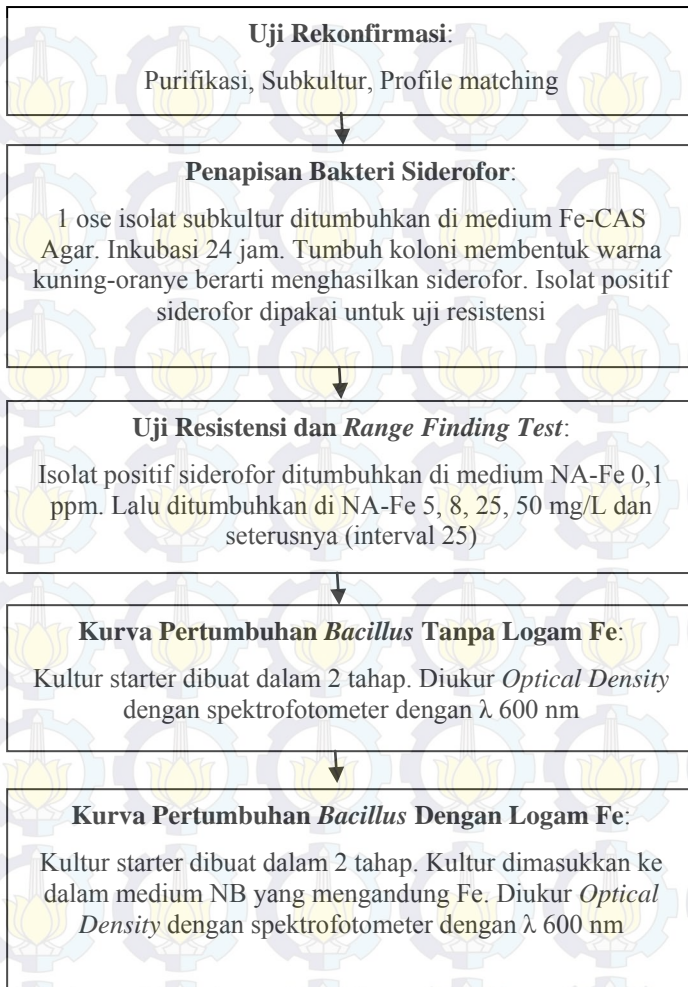 Uji Rekonfirmasi:
Purifikasi, Subkultur, Profile matching
Penapisan Bakteri Siderofor:
1 ose isolat subkultur ditumbuhkan di medium Fe-CAS
Agar. Inkubasi 24 jam. Tumbuh koloni membentuk warna
kuning-oranye berarti menghasilkan siderofor. Isolat positif
siderofor dipakai untuk uji resistensi
Uji Resistensi dan Range Finding Test:
Isolat positif siderofor ditumbuhkan di medium NA-Fe 0,1
ppm. Lalu ditumbuhkan di NA-Fe 5, 8, 25, 50 mg/L dan
seterusnya (interval 25)
Kurva Pertumbuhan Bacillus Tanpa Logam Fe:
Kultur starter dibuat dalam 2 tahap. Diukur Optical Density
dengan spektrofotometer dengan λ 600 nm
Kurva Pertumbuhan Bacillus Dengan Logam Fe:
Kultur starter dibuat dalam 2 tahap. Kultur dimasukkan ke
dalam medium NB yang mengandung Fe. Diukur Optical
Density dengan spektrofotometer dengan λ 600 nm